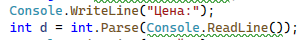 Console.WriteLine("Цена:");
int d = int.Parse(Console.ReadLine());